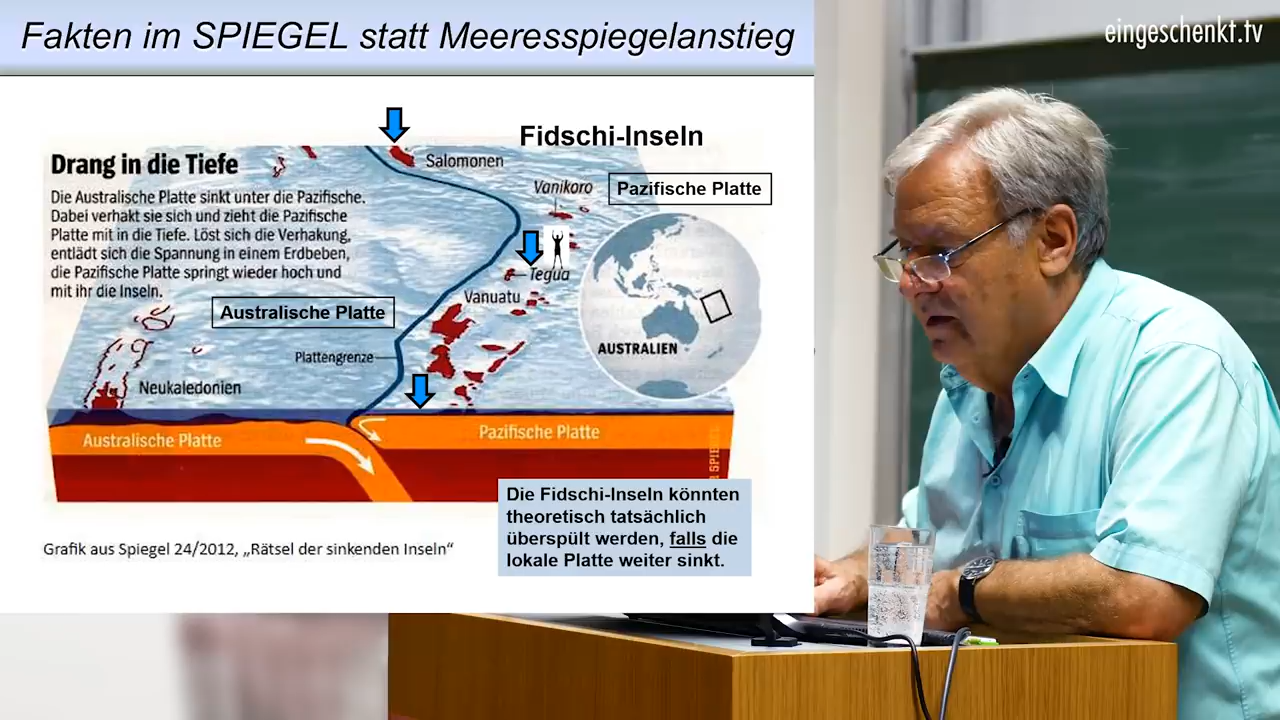 Fakten im SPIEGEL statt Meeresspiegelanstieg
eingeschenkt.tv
Fidschi-Inseln
Drang in die Tiefe
Die Australische Platte sinkt unter die Pazifische.
Dabei verhakt sie sich und zieht die Pazifische
Platte mit in die Tiefe. Löst sich die Verhakung,
entlädt sich die Spannung in einem Erdbeben,
die Pazifische Platte springt wieder hoch und
mit ihr die Inseln.
Salomonen
Vanikoro
Pazifische Platte
Tegua
Vanuatu
Australische Platte
AUSTRALIEN
Plattengrenze
Neukaledonien
Australische Platte
Pazifische Platte
SPIEGEL
Die Fidschi-Inseln könnten
theoretisch tatsächlich
überspült werden, falls die
lokale Platte weiter sinkt.
Grafik aus Spiegel 24/2012, „Rätsel der sinkenden Inseln“